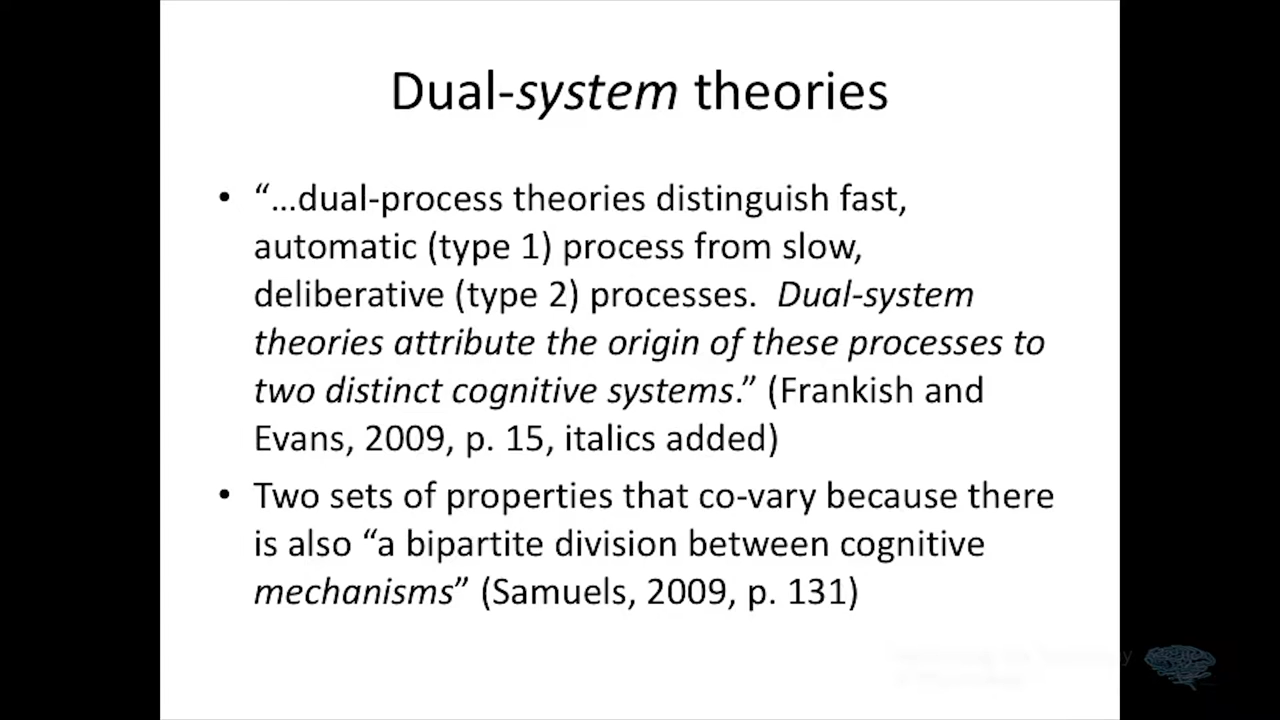 Dual-system theories
• “…dual-process theories distinguish fast,
automatic (type 1) process from slow,
deliberative (type 2) processes.  Dual-system
theories attribute the origin of these processes to
two distinct cognitive systems.” (Frankish and
Evans, 2009, p. 15, italics added)
• Two sets of properties that co-vary because there
is also “a bipartite division between cognitive
mechanisms” (Samuels, 2009, p. 131)